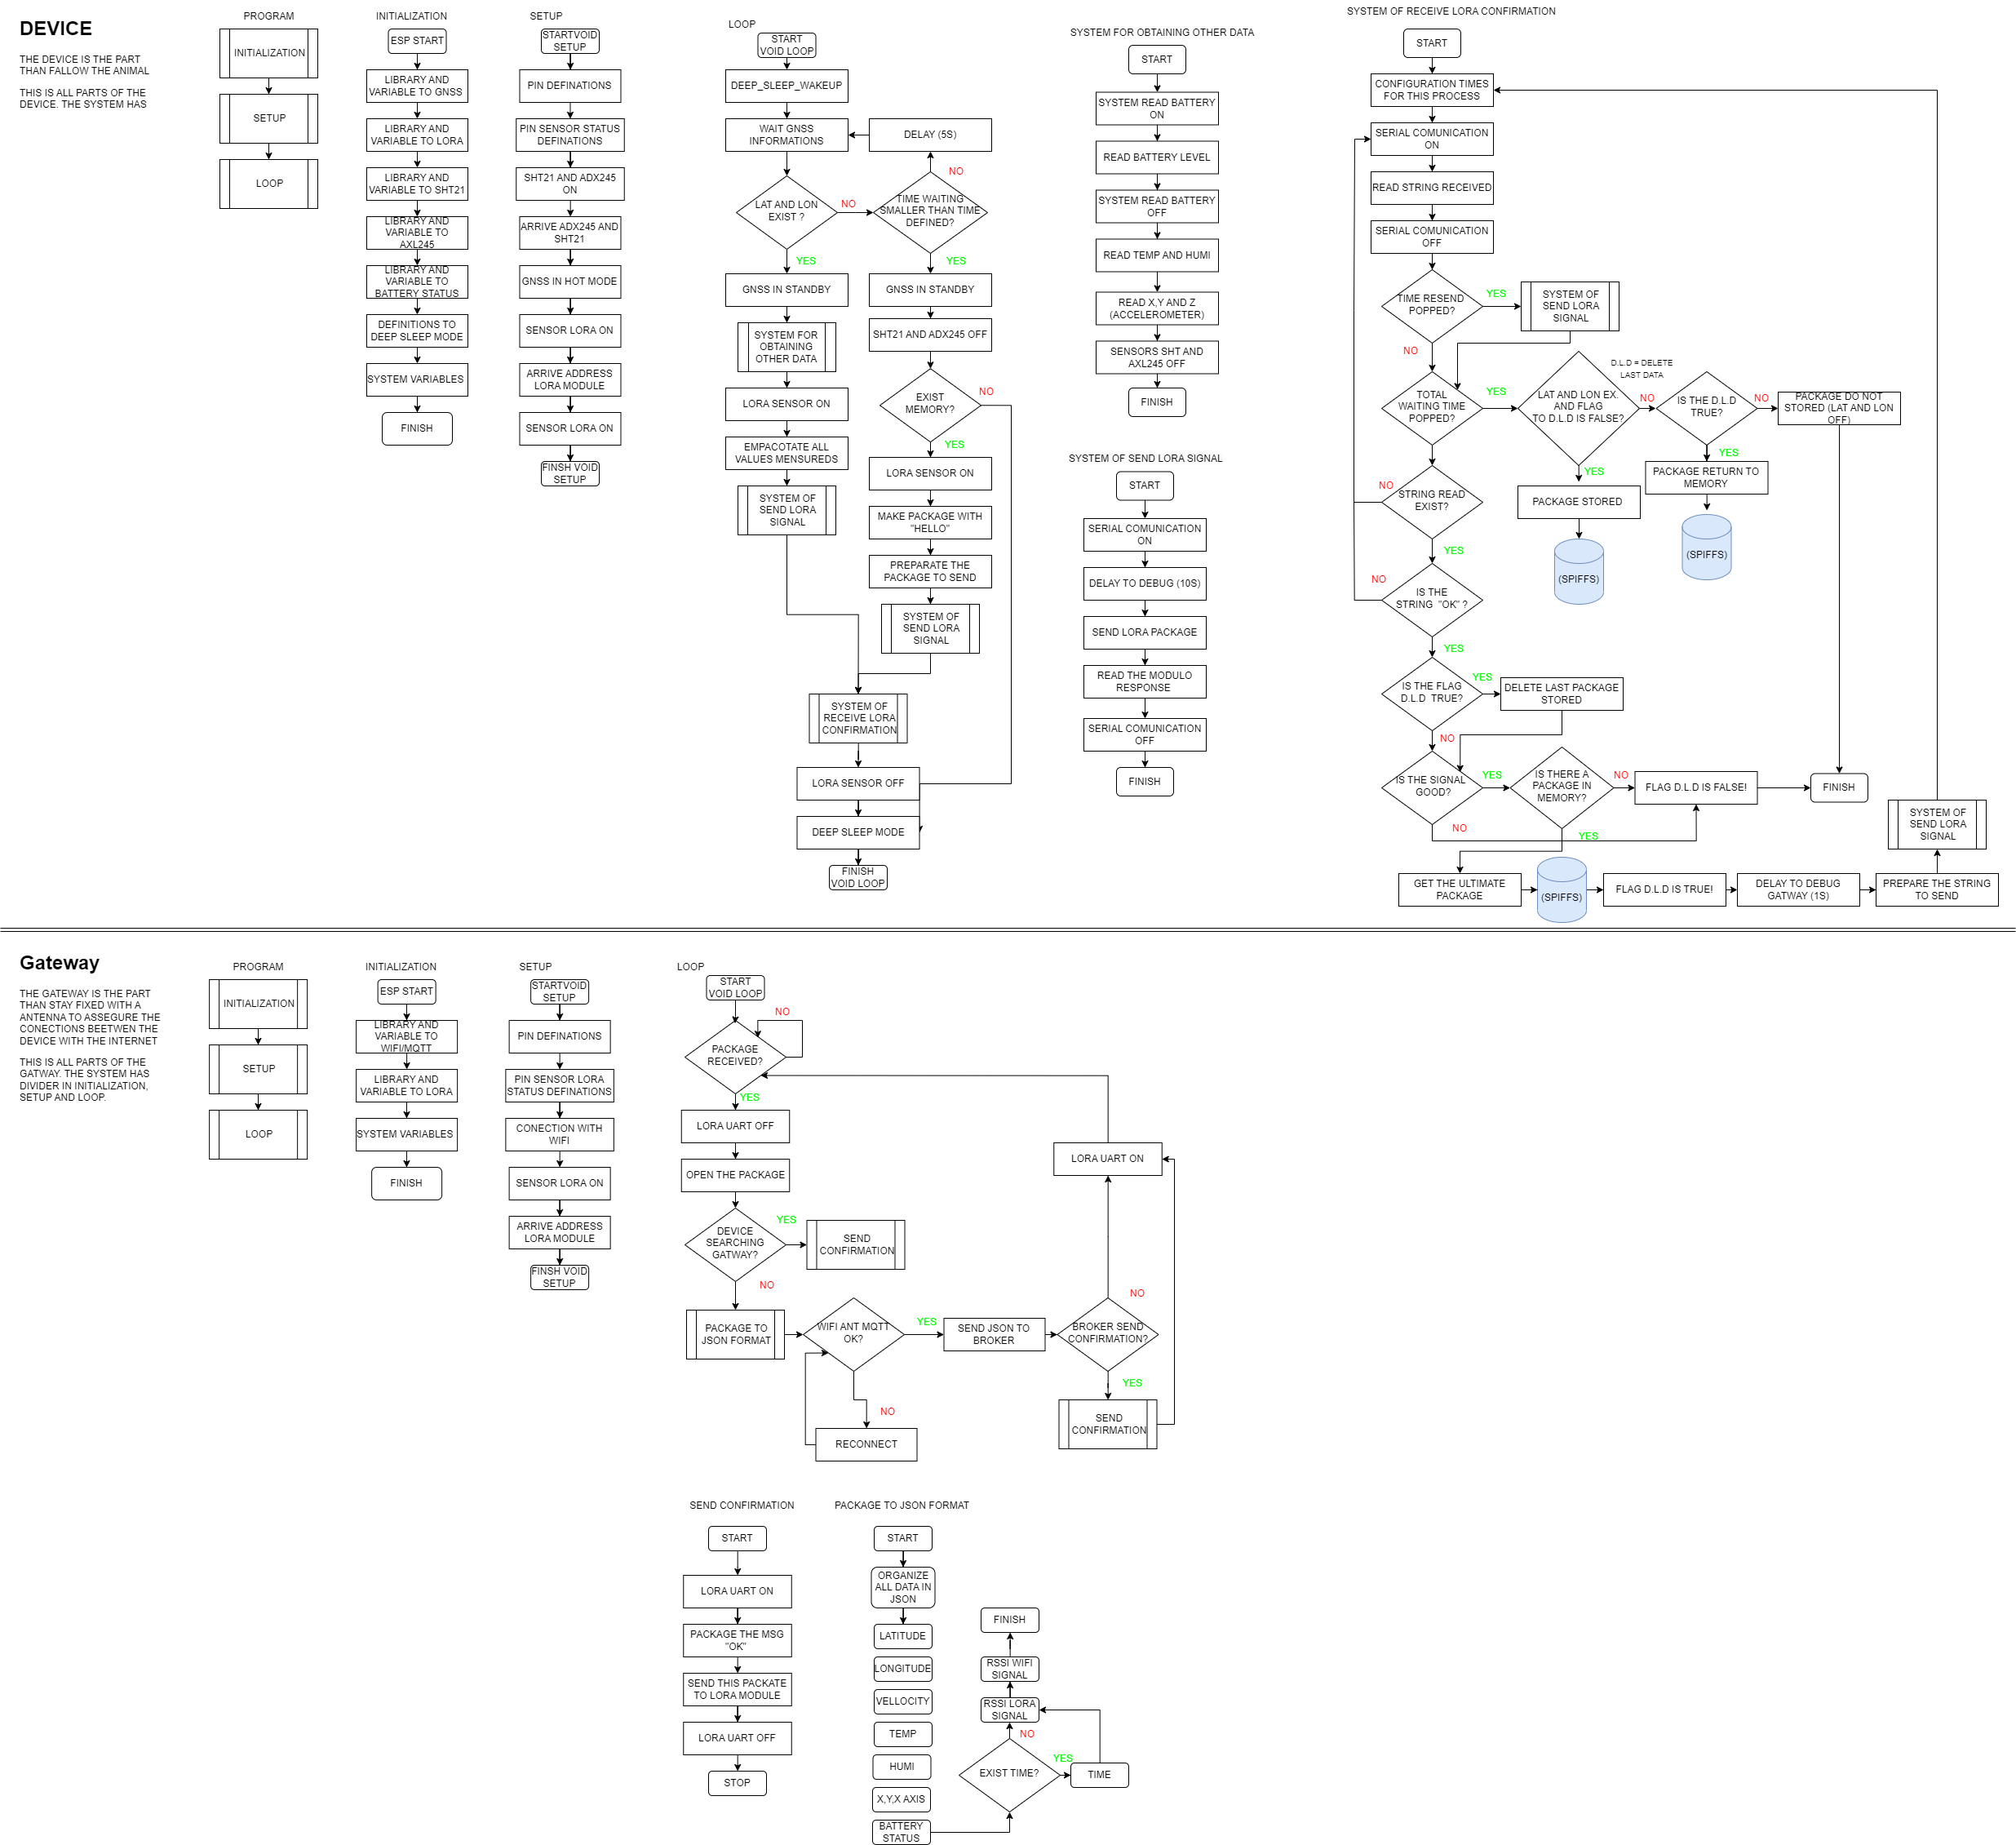 DEVICE
THE DEVICE IS THE PART
THAN FALLOW THE ANIMAL
THIS IS ALL PARTS OF THE
DEVICE. THE SYSTEM HAS
PROGRAM
INITIALIZATION
SETUP
LOOP
INITIALIZATION
ESP START
LIBRARY AND
VARIABLE TO GNSS
LIBRARY AND
VARIABLE TO LORA
LIBRARY AND
VARIABLE TO SHT21
LIBRARY AND
VARIABLE TO
AXL245
LIBRARY AND
VARIABLE TO
BATTERY STATUS
DEFINITIONS TO
DEEP SLEEP MODE
SYSTEM VARIABLES
FINISH
SETUP
STARTVOID
SETUP
PIN DEFINATIONS
PIN SENSOR STATUS
DEFINATIONS
SHT21 AND ADX245
ON
ARRIVE ADX245 AND
SHT21
GNSS IN HOT MODE
SENSOR LORA ON
ARRIVE ADDRESS
LORA MODULE
SENSOR LORA ON
FINSH VOID
SETUP
LOOP
START
VOID LOOP
DEEP_SLEEP_WAKEUP
WAIT GNSS
INFORMATIONS
DELAY (5S)
LAT AND LON
EXIST ?
NO
TIME WAITING
SMALLER THAN TIME
DEFINED?
NO
YES
YES
GNSS IN STANDBY
GNSS IN STANDBY
SYSTEM FOR
OBTAINING
OTHER DATA
SHT21 AND ADX245 OFF
LORA SENSOR ON
EXIST
MEMORY?
NO
YES
EMPACOTATE ALL
VALUES MENSUREDS
LORA SENSOR ON
SYSTEM OF
SEND LORA
SIGNAL
MAKE PACKAGE WITH
"HELLO"
PREPARATE THE
PACKAGE TO SEND
SYSTEM OF
SEND LORA
SIGNAL
SYSTEM OF
RECEIVE LORA
CONFIRMATION
LORA SENSOR OFF
DEEP SLEEP MODE
FINISH
VOID LOOP
SYSTEM FOR OBTAINING OTHER DATA
START
SYSTEM READ BATTERY
ON
READ BATTERY LEVEL
SYSTEM READ BATTERY
OFF
READ TEMP AND HUMI
READ X,Y AND Z
(ACCELEROMETER)
SENSORS SHT AND
AXL245 OFF
FINISH
SYSTEM OF SEND LORA SIGNAL
START
SERIAL COMUNICATION
ON
DELAY TO DEBUG (10S)
SEND LORA PACKAGE
READ THE MODULO
RESPONSE
SERIAL COMUNICATION
OFF
FINISH
SYSTEM OF RECEIVE LORA CONFIRMATION
START
CONFIGURATION TIMES
FOR THIS PROCESS
SERIAL COMUNICATION
ON
READ STRING RECEIVED
SERIAL COMUNICATION
OFF
TIME RESEND
POPPED?
YES
SYSTEM OF
SEND LORA
SIGNAL
NO
TOTAL
WAITING TIME
POPPED?
YES
LAT AND LON EX.
AND FLAG
TO D.L.D IS FALSE?
D.L.D = DELETE
LAST DATA
NO
IS THE D.L.D
TRUE?
NO
PACKAGE DO NOT
STORED (LAT AND LON
OFF)
YES
YES
PACKAGE RETURN TO
MEMORY
PACKAGE STORED
(SPIFFS)
(SPIFFS)
NO
STRING READ
EXIST?
YES
NO
IS THE
STRING "OK" ?
YES
IS THE FLAG
D.L.D TRUE?
YES
DELETE LAST PACKAGE
STORED
NO
IS THE SIGNAL
GOOD?
YES
IS THERE A
PACKAGE IN
MEMORY?
NO
FLAG D.L.D IS FALSE!
FINISH
NO
YES
GET THE ULTIMATE
PACKAGE
(SPIFFS)
FLAG D.L.D IS TRUE!
DELAY TO DEBUG
GATWAY (1S)
PREPARE THE STRING
TO SEND
SYSTEM OF
SEND LORA
SIGNAL
Gateway
THE GATEWAY IS THE PART
THAN STAY FIXED WITH A
ANTENNA TO ASSEGURE THE
CONECTIONS BEETWEN THE
DEVICE WITH THE INTERNET
THIS IS ALL PARTS OF THE
GATWAY. THE SYSTEM HAS
DIVIDER IN INITIALIZATION,
SETUP AND LOOP.
PROGRAM
INITIALIZATION
SETUP
LOOP
INITIALIZATION
ESP START
LIBRARY AND
VARIABLE TO
WIFI/MQTT
LIBRARY AND
VARIABLE TO LORA
SYSTEM VARIABLES
FINISH
SETUP
STARTVOID
SETUP
PIN DEFINATIONS
PIN SENSOR LORA
STATUS DEFINATIONS
CONECTION WITH
WIFI
SENSOR LORA ON
ARRIVE ADDRESS
LORA MODULE
FINSH VOID
SETUP
LOOP
START
VOID LOOP
NO
PACKAGE
RECEIVED?
YES
LORA UART OFF
OPEN THE PACKAGE
DEVICE
SEARCHING
GATWAY?
YES
SEND
CONFIRMATION
NO
PACKAGE TO
JSON FORMAT
WIFI ANT MQTT
OK?
YES
SEND JSON TO
BROKER
BROKER SEND
CONFIRMATION?
NO
LORA UART ON
YES
SEND
CONFIRMATION
NO
RECONNECT
SEND CONFIRMATION
START
LORA UART ON
PACKAGE THE MSG
"OK"
SEND THIS PACKATE
TO LORA MODULE
LORA UART OFF
STOP
PACKAGE TO JSON FORMAT
START
ORGANIZE
ALL DATA IN
JSON
LATITUDE
LONGITUDE
VELLOCITY
TEMP
HUMI
X,Y,X AXIS
BATTERY
STATUS
FINISH
RSSI WIFI
SIGNAL
RSSI LORA
SIGNAL
NO
EXIST TIME?
YES
TIME